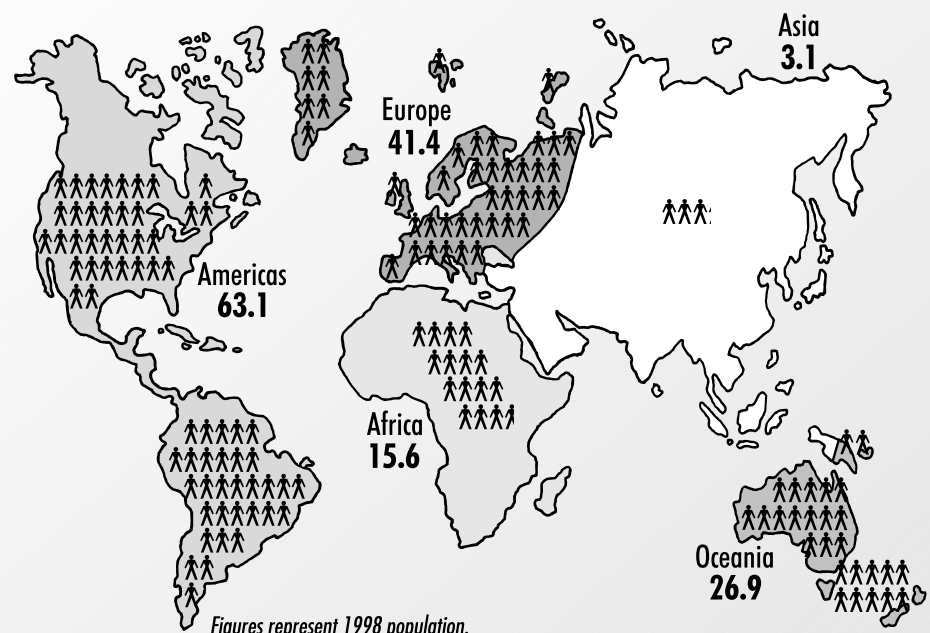 Asia
3.1
Europe
41.4
Americas
63.1
Africa
15.6
Oceania
26.9
Figures represent 1998 population.